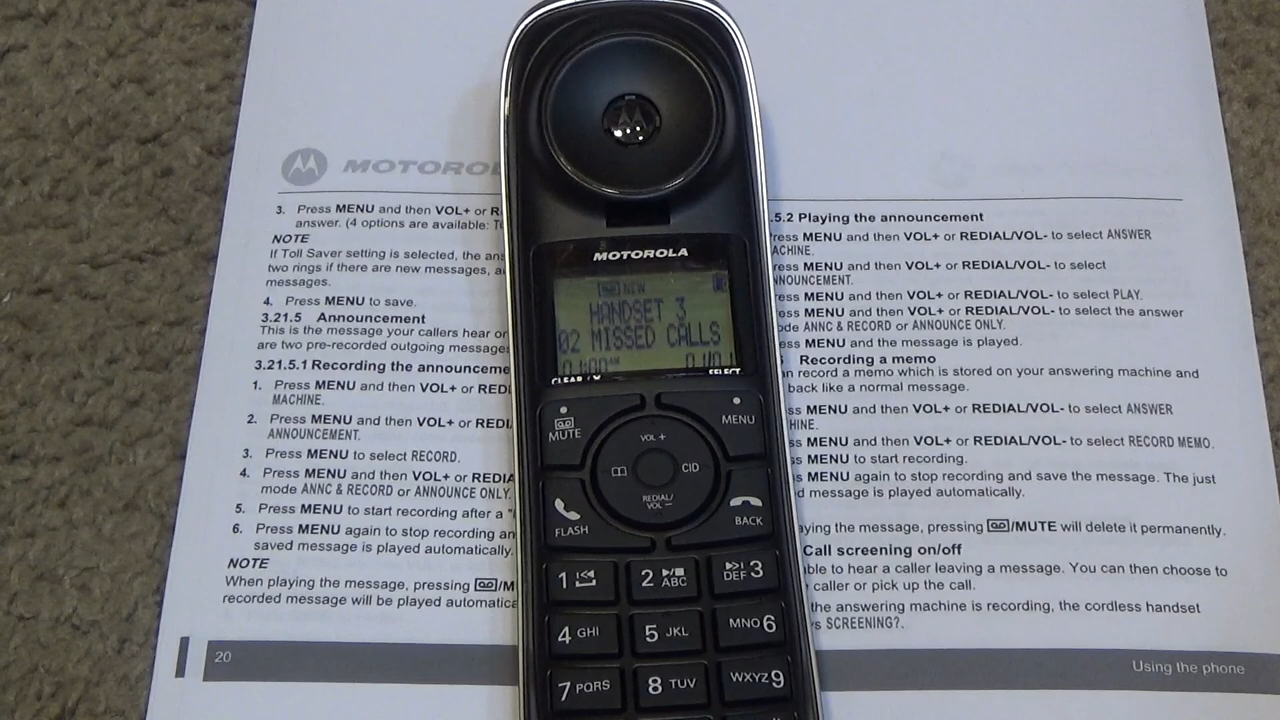 MOTOROL
3. Press MENU and then VOL+ or R
answer. (4 options are available:
NOTE
If Toll Saver setting is selected, the
two rings if there are new messages,
messages.
4. Press MENU to save.
3.21.5 Announcement
This is the message your callers hear or
are two pre-recorded outgoing messages
3.21.5.1 Recording the announceme
1. Press MENU and then VOL+ or REDI
MACHINE.
2. Press MENU and then VOL+ or REDI
ANNOUNCEMENT.
3. Press MENU to select RECORD.
4. Press MENU and then VOL+ or REDIA
mode ANNC & RECORD or ANNOUNCE ONLY.
5. Press MENU to start recording after a "
6. Press MENU again to stop recording an
saved message is played automatically.
NOTE
When playing the message, pressing /M
recorded message will be played automatica
20
MOTOROLA
NEW
HANDSET 3
02 MISSED CALLS
CLEAR SELECT
MUTE
MENU
VOL +
CID
REDIAL/
VOL −
FLASH
BACK
1
2 ABC
DEF 3
4 GHI
5 JKL
MNO 6
7 PQRS
8 TUV
WXYZ 9
.5.2 Playing the announcement
ress MENU and then VOL+ or REDIAL/VOL- to select ANSWER
ACHINE.
ress MENU and then VOL+ or REDIAL/VOL- to select
NNOUNCEMENT.
ress MENU and then VOL+ or REDIAL/VOL- to select PLAY.
ress MENU and then VOL+ or REDIAL/VOL- to select the answer
ode ANNC & RECORD or ANNOUNCE ONLY.
ress MENU and the message is played.
Recording a memo
n record a memo which is stored on your answering machine and
back like a normal message.
ss MENU and then VOL+ or REDIAL/VOL- to select ANSWER
HINE.
ss MENU and then VOL+ or REDIAL/VOL- to select RECORD MEMO.
ss MENU to start recording.
ss MENU again to stop recording and save the message. The just
d message is played automatically.
aying the message, pressing /MUTE will delete it permanently.
Call screening on/off
ble to hear a caller leaving a message. You can then choose to
caller or pick up the call.
the answering machine is recording, the cordless handset
s SCREENING?.
Using the phone